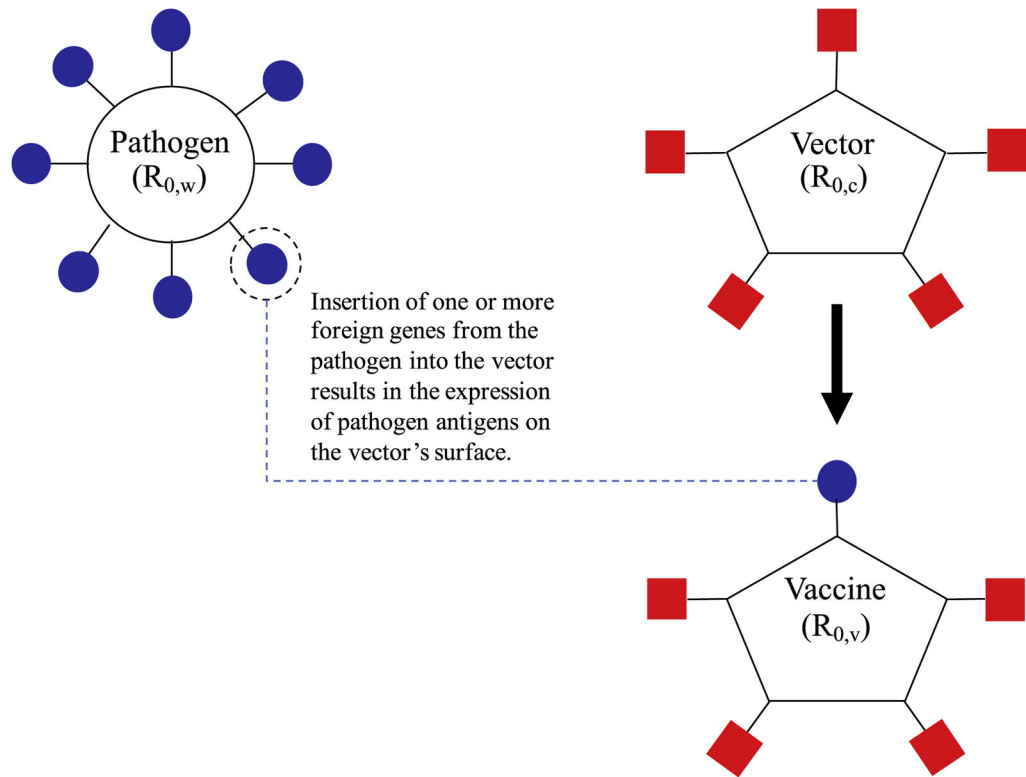 Pathogen
(R0,w)
Vector
(R0,c)
Insertion of one or more
foreign genes from the
pathogen into the vector
results in the expression
of pathogen antigens on
the vector's surface.
Vaccine
(R0,v)